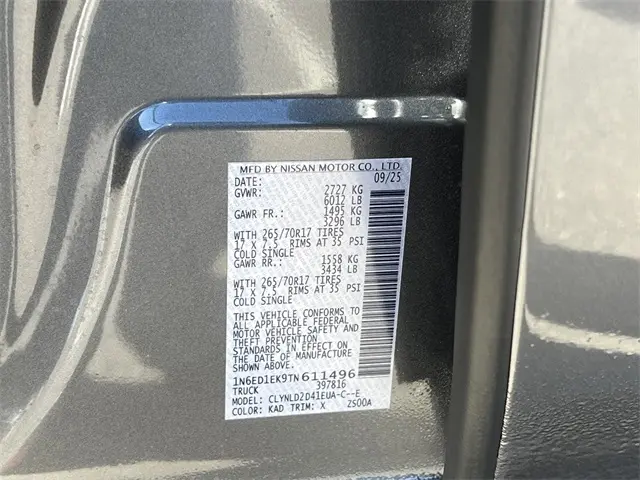 MFD BY NISSAN MOTOR CO., LTD.
DATE: 09/25
GVWR: 2727 KG
6012 LB
GAWR FR.: 1495 KG
3296 LB
WITH 265/70R17 TIRES
17 X 7.5 RIMS AT 35 PSI
COLD SINGLE
GAWR RR.: 1558 KG
3434 LB
WITH 265/70R17 TIRES
17 X 7.5 RIMS AT 35 PSI
COLD SINGLE
THIS VEHICLE CONFORMS TO
ALL APPLICABLE FEDERAL
MOTOR VEHICLE SAFETY AND
THEFT PREVENTION
STANDARDS IN EFFECT ON
THE DATE OF MANUFACTURE
SHOWN ABOVE.
1N6ED1EK9TN611496
TRUCK 397816
MODEL: CLYNLD2D41EUA-C--E
COLOR: KAD TRIM: X ZS00A